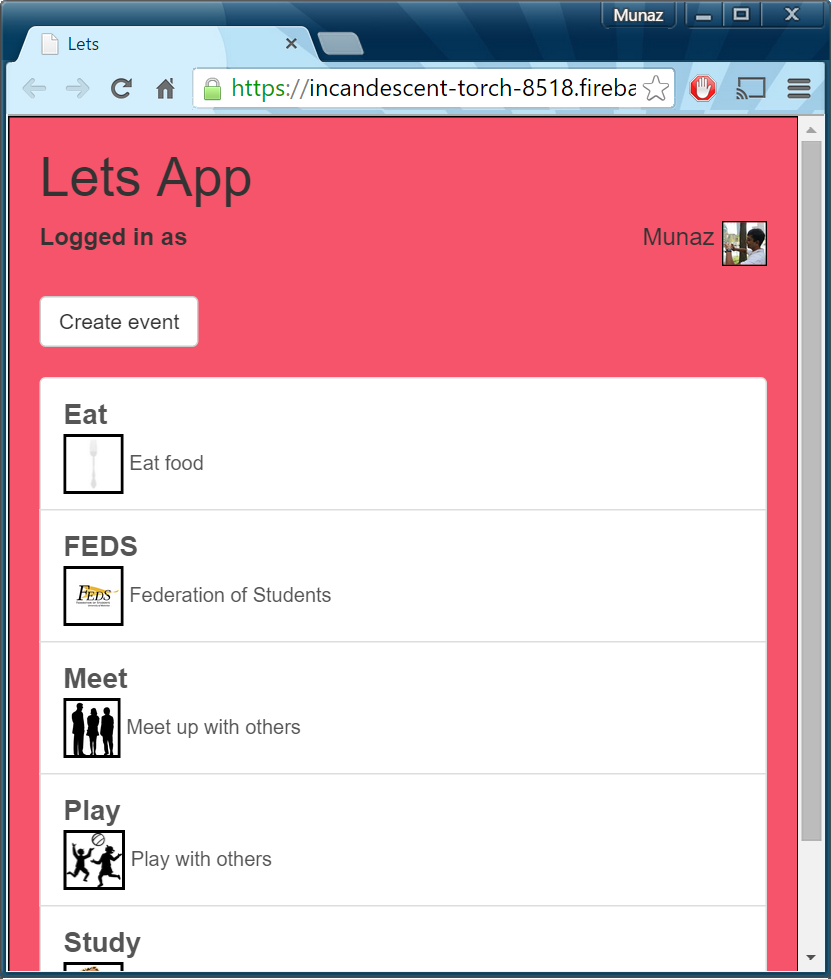 Munaz
Lets
https://incandescent-torch-8518.fireba
Lets App
Logged in as
Munaz
Create event
Eat
Eat food
FEDS
FEDS
Federation of Students
Meet
Meet up with others
Play
Play with others
Study